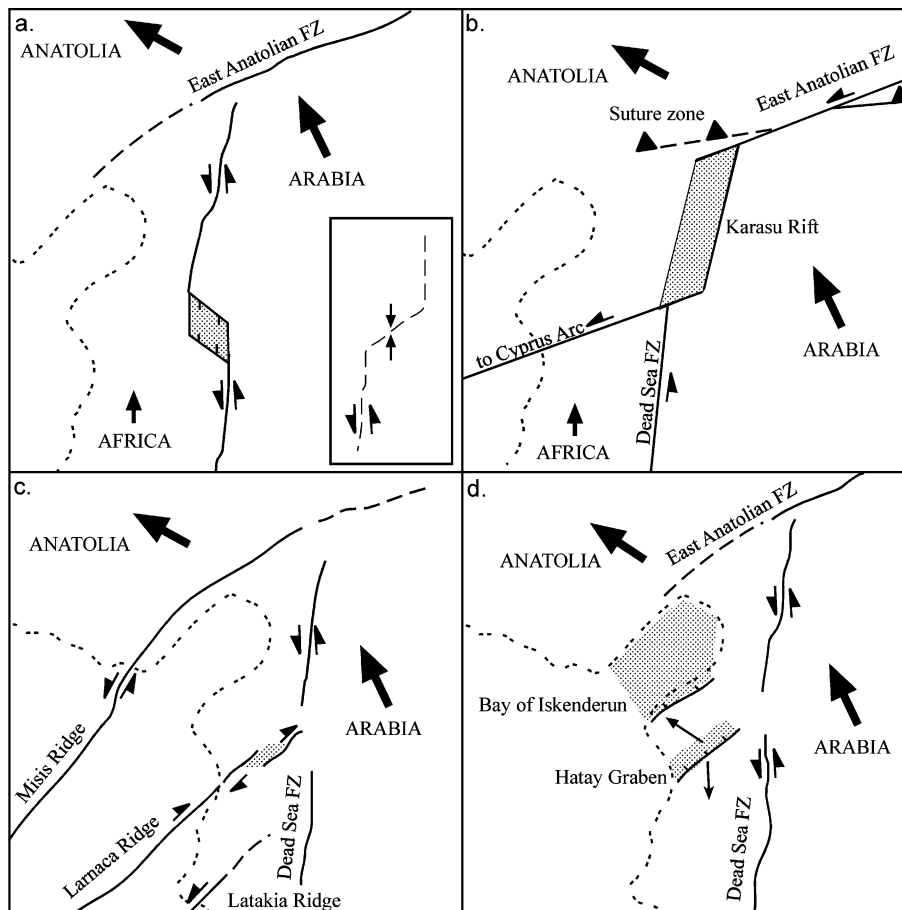 a.
ANATOLIA
East Anatolian FZ
ARABIA
AFRICA
b.
ANATOLIA
East Anatolian FZ
Suture zone
Karasu Rift
to Cyprus Arc
Dead Sea FZ
ARABIA
AFRICA
c.
ANATOLIA
ARABIA
Misis Ridge
Larnaca Ridge
Dead Sea FZ
Latakia Ridge
d.
East Anatolian FZ
ANATOLIA
Bay of Iskenderun
ARABIA
Hatay Graben
Dead Sea FZ